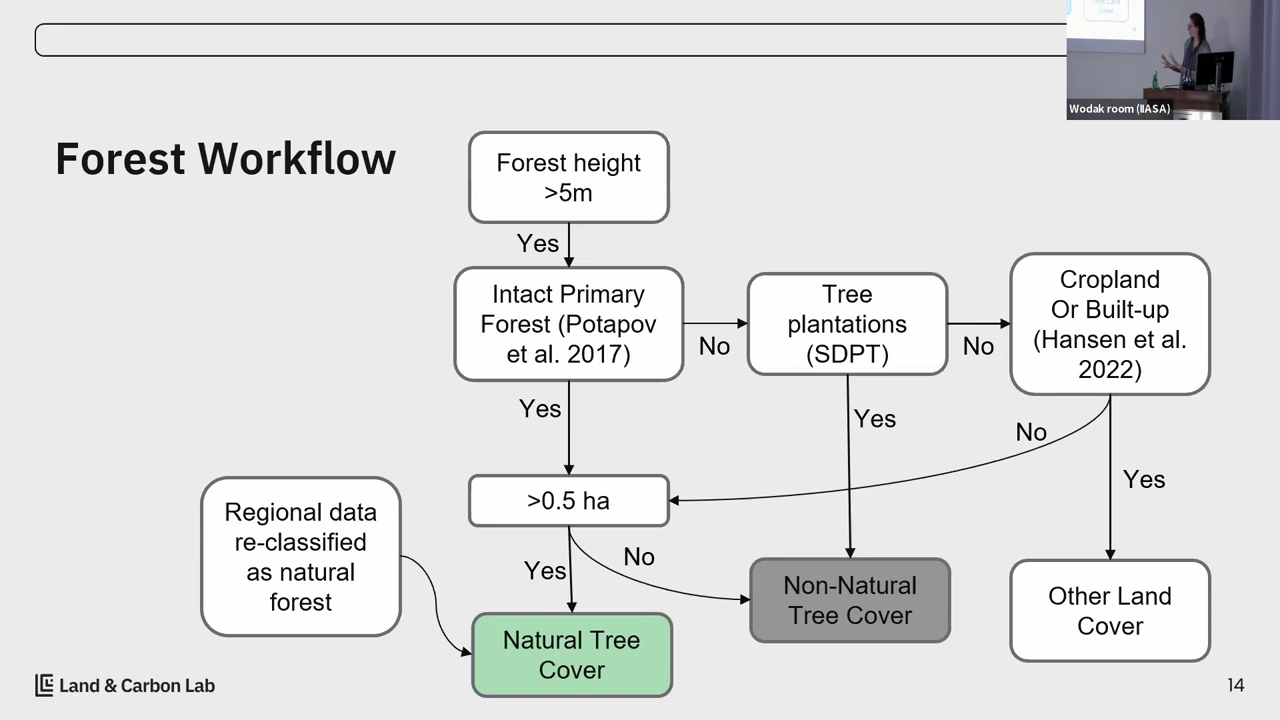 Other Land
Cover
Wodak room (IIASA)
Forest Workflow
Forest height
>5m
Yes
Intact Primary
Forest (Potapov
et al. 2017)
No
Tree
plantations
(SDPT)
No
Cropland
Or Built-up
(Hansen et al.
2022)
Yes
Yes
No
Yes
>0.5 ha
Regional data
re-classified
as natural
forest
Yes
No
Non-Natural
Tree Cover
Other Land
Cover
Natural Tree
Cover
Land & Carbon Lab
14